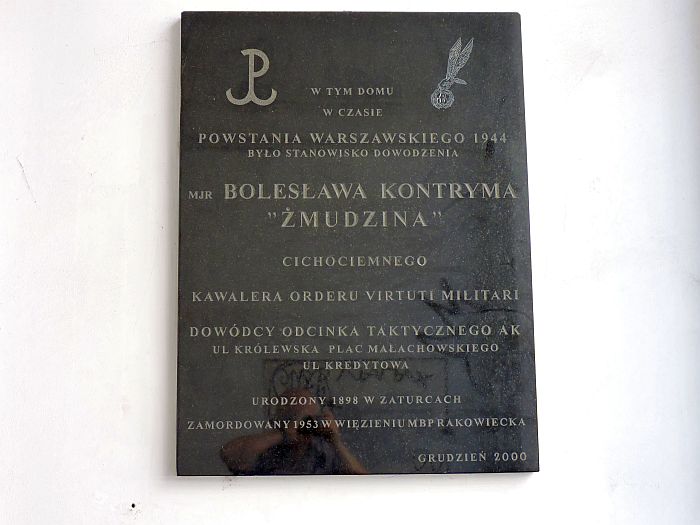 W TYM DOMU
W CZASIE
POWSTANIA WARSZAWSKIEGO 1944
BYŁO STANOWISKO DOWODZENIA
MJR BOLESŁAWA KONTRYMA
"ŻMUDZINA"
CICHOCIEMNEGO
KAWALERA ORDERU VIRTUTI MILITARI
DOWÓDCY ODCINKA TAKTYCZNEGO AK
UL KRÓLEWSKA PLAC MAŁACHOWSKIEGO
UL KREDYTOWA
URODZONY 1898 W ZATURCACH
ZAMORDOWANY 1953 W WIĘZIENIU MBP RAKOWIECKA
GRUDZIEŃ 2000